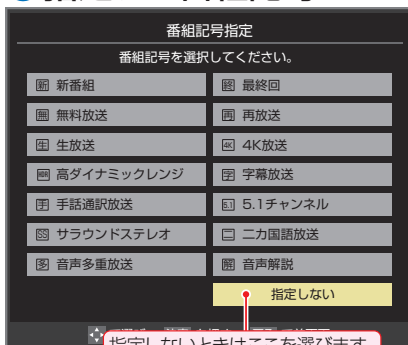 番組記号指定
番組記号を選択してください。
新 新番組
終 最終回
無 無料放送
再 再放送
生 生放送
4K 4K放送
HDR 高ダイナミックレンジ
字 字幕放送
手 手話通訳放送
5.1 5.1チャンネル
SS サラウンドステレオ
二 二カ国語放送
多 音声多重放送
解 音声解説
指定しない
指定しないときはここを選びます